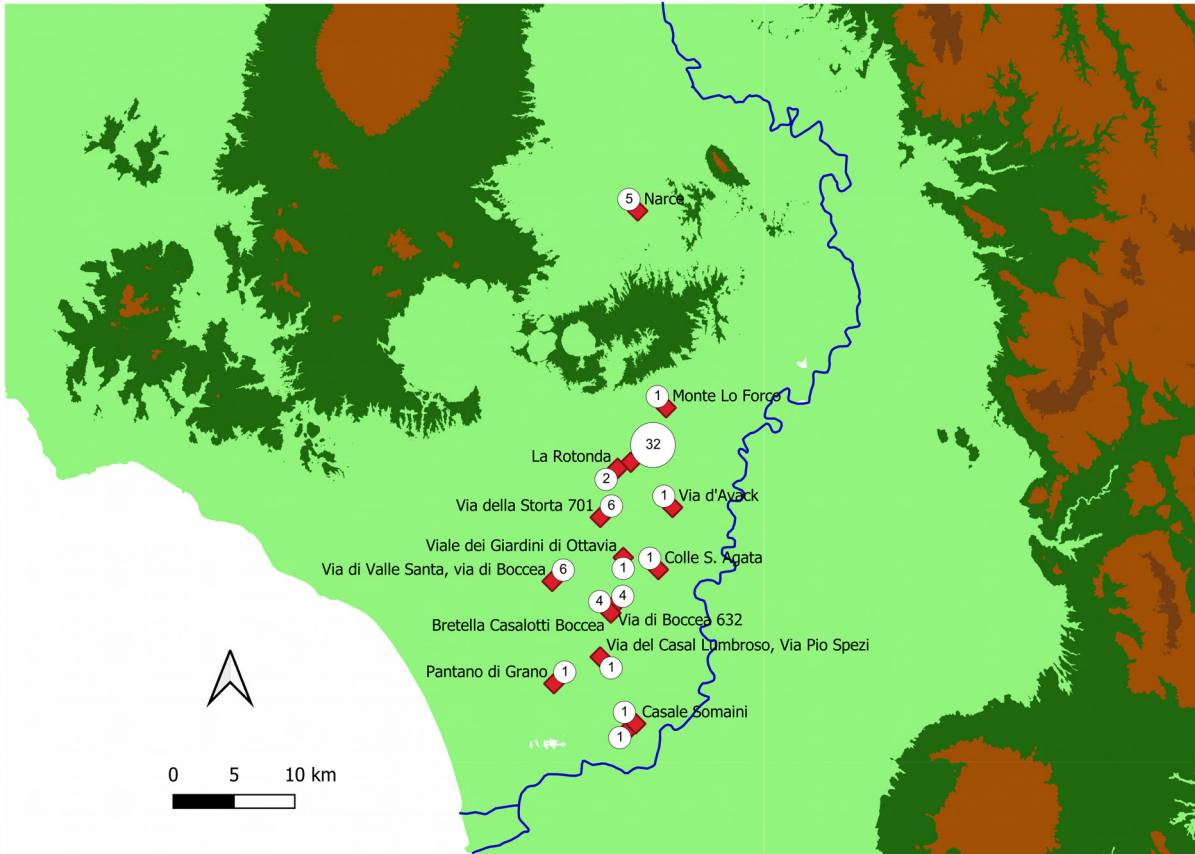 5 Narce
1 Monte Lo Forco
32
La Rotonda
2
1 Via d'Avack
Via della Storta 701 6
Viale dei Giardini di Ottavia
1
1 Colle S. Agata
Via di Valle Santa, via di Boccea 6
4 4
Via di Boccea 632
Bretella Casalotti Boccea
Via del Casal Lumbroso, Via Pio Spezi
1
Pantano di Grano 1
1 Casale Somaini
1
0 5 10 km